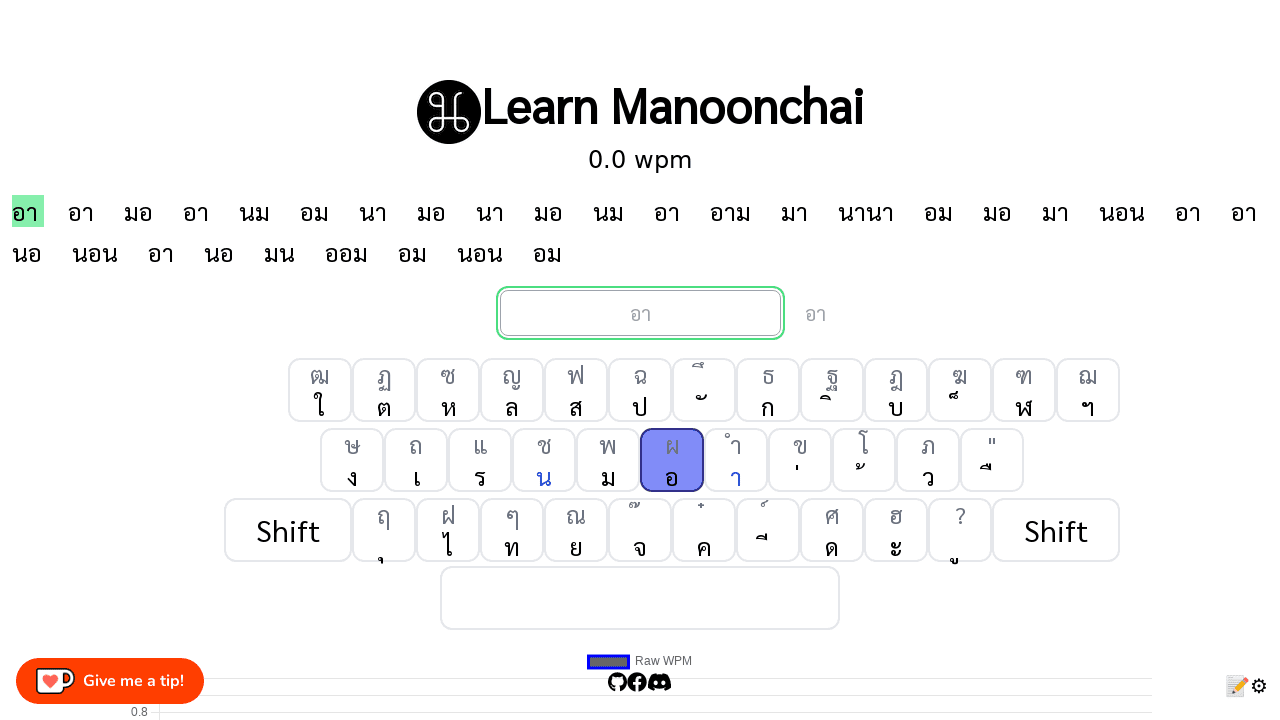 Learn Manoonchai
0.0 wpm
อา อา มอ อา นม อม นา มอ นา มอ นม อา อาม มา นานา อม มอ มา นอน อา อา
นอ นอน อา นอ มน ออม อม นอน อม
อา อา
ฒ ฏ ซ ญ ฟ ฉ ึ ธ ฐ ฎ ฆ ฑ ฌ
ใ ต ห ล ส ป ั ก ิ บ ็ ฬ ฯ
ษ ถ แ ช พ ผ ำ ข โ ภ "
ง เ ร น ม อ า ่ ้ ว ื
Shift ฤ ฝ ๆ ณ ๊ ๋ ์ ศ ฮ ? Shift
ุ ไ ท ย จ ค ี ด ะ ู
Raw WPM
Give me a tip!
0.8